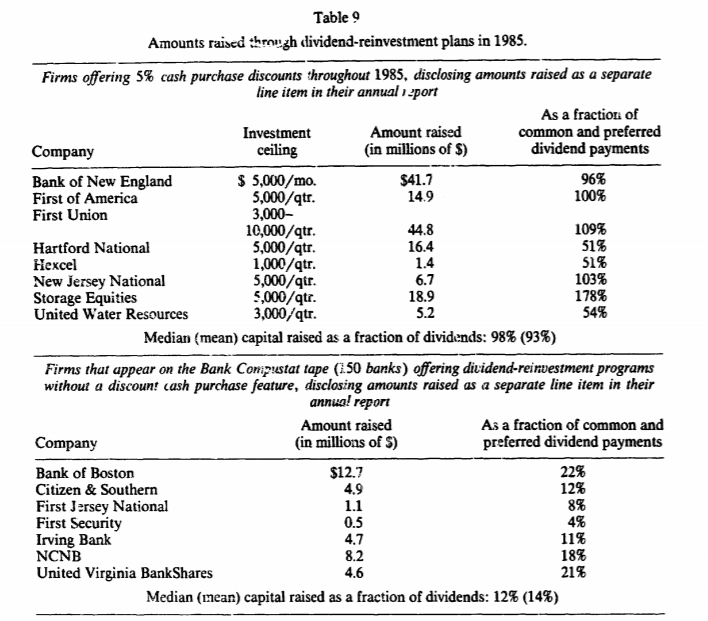 Table 9
Amounts raised through dividend-reinvestment plans in 1985.
Firms offering 5% cash purchase discounts throughout 1985, disclosing amounts raised as a separate
line item in their annual report
Company Investment ceiling Amount raised (in millions of $) As a fraction of common and preferred dividend payments
Bank of New England $ 5,000/mo. $41.7 96%
First of America 5,000/qtr. 14.9 100%
First Union 3,000–
10,000/qtr. 44.8 109%
Hartford National 5,000/qtr. 16.4 51%
Hexcel 1,000/qtr. 1.4 51%
New Jersey National 5,000/qtr. 6.7 103%
Storage Equities 5,000/qtr. 18.9 178%
United Water Resources 3,000/qtr. 5.2 54%
Median (mean) capital raised as a fraction of dividends: 98% (93%)
Firms that appear on the Bank Compustat tape (150 banks) offering dividend-reinvestment programs
without a discount cash purchase feature, disclosing amounts raised as a separate line item in their
annual report
Company Amount raised (in millions of $) As a fraction of common and preferred dividend payments
Bank of Boston $12.7 22%
Citizen & Southern 4.9 12%
First Jersey National 1.1 8%
First Security 0.5 4%
Irving Bank 4.7 11%
NCNB 8.2 18%
United Virginia BankShares 4.6 21%
Median (mean) capital raised as a fraction of dividends: 12% (14%)